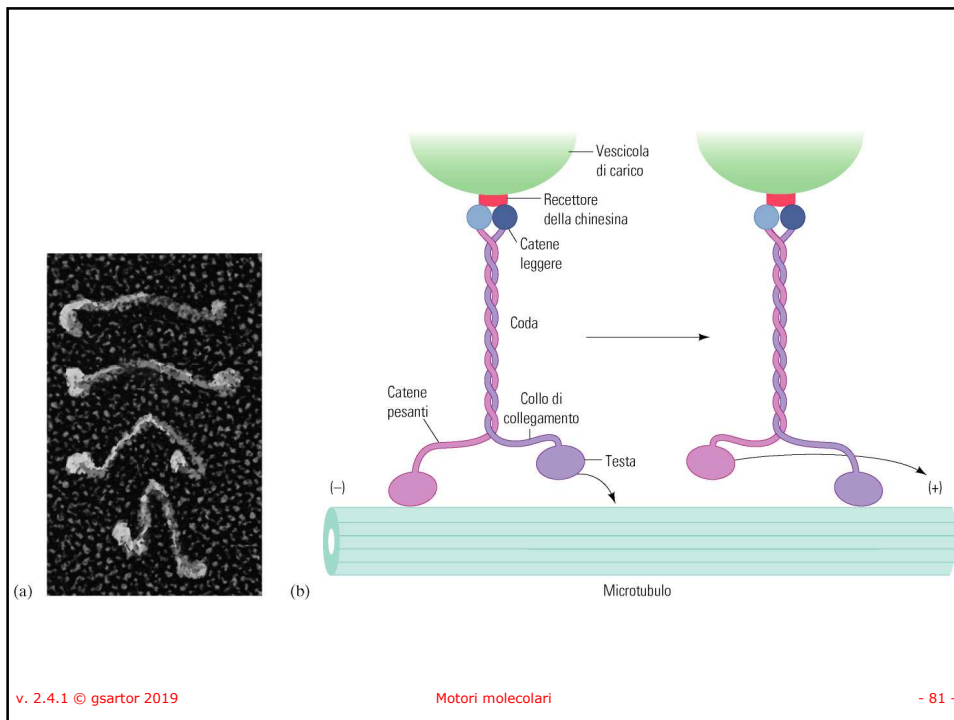 Vescicola
di carico
Recettore
della chinesina
Catene
leggere
Coda
Catene
pesanti
Collo di
collegamento
Testa
(–)
(+)
Microtubulo
(a)
(b)
v. 2.4.1 © gsartor 2019
Motori molecolari
- 81 -